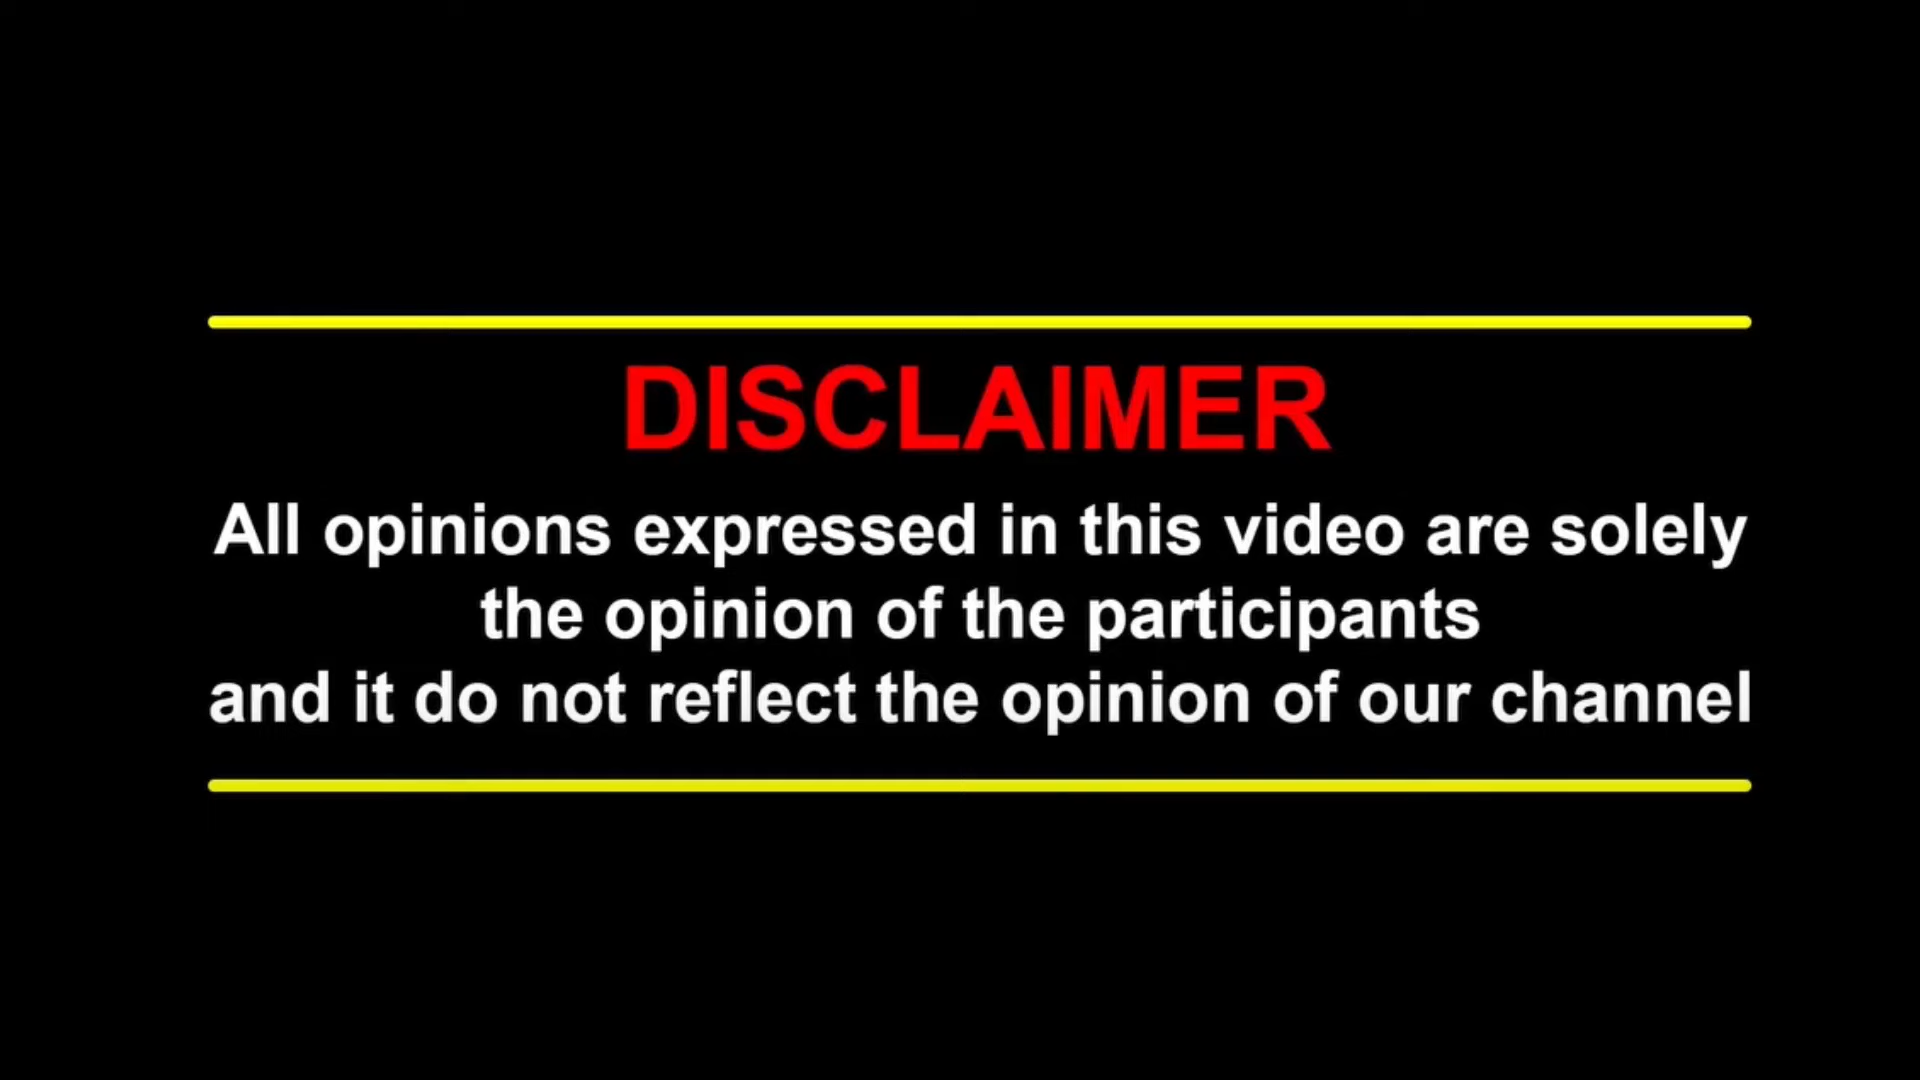 DISCLAIMER
All opinions expressed in this video are solely
the opinion of the participants
and it do not reflect the opinion of our channel